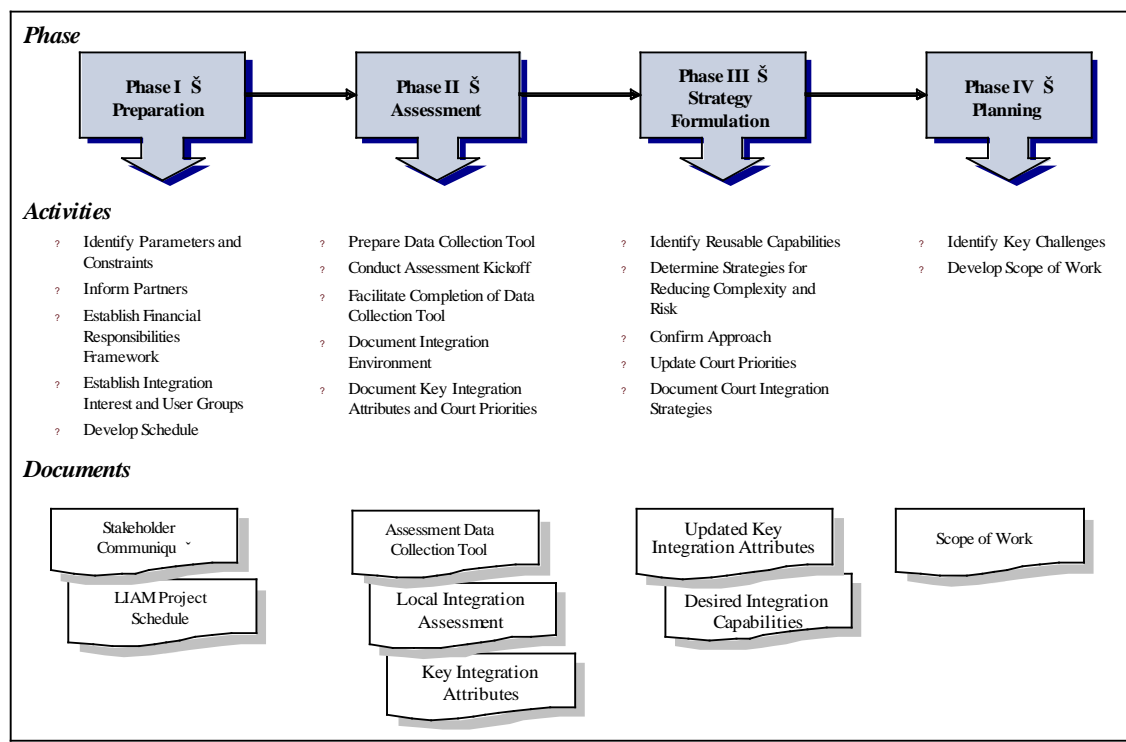 Phase
Phase I Š
Preparation
Phase II Š
Assessment
Phase III Š
Strategy
Formulation
Phase IV Š
Planning
Activities
? Identify Parameters and
Constraints
? Inform Partners
? Establish Financial
Responsibilities
Framework
? Establish Integration
Interest and User Groups
? Develop Schedule
? Prepare Data Collection Tool
? Conduct Assessment Kickoff
? Facilitate Completion of Data
Collection Tool
? Document Integration
Environment
? Document Key Integration
Attributes and Court Priorities
? Identify Reusable Capabilities
? Determine Strategies for
Reducing Complexity and
Risk
? Confirm Approach
? Update Court Priorities
? Document Court Integration
Strategies
? Identify Key Challenges
? Develop Scope of Work
Documents
Stakeholder
Communiqu ˇ
LIAM Project
Schedule
Assessment Data
Collection Tool
Local Integration
Assessment
Key Integration
Attributes
Updated Key
Integration Attributes
Desired Integration
Capabilities
Scope of Work